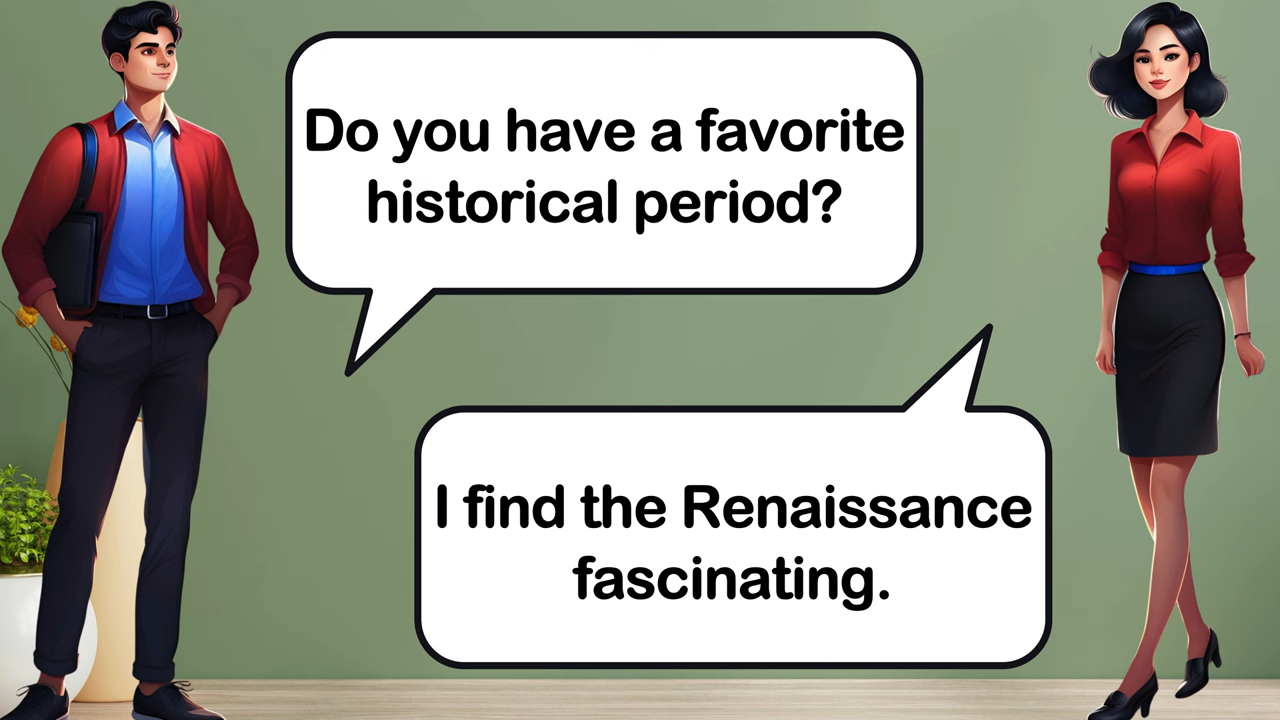 Do you have a favorite
historical period?
I find the Renaissance
fascinating.